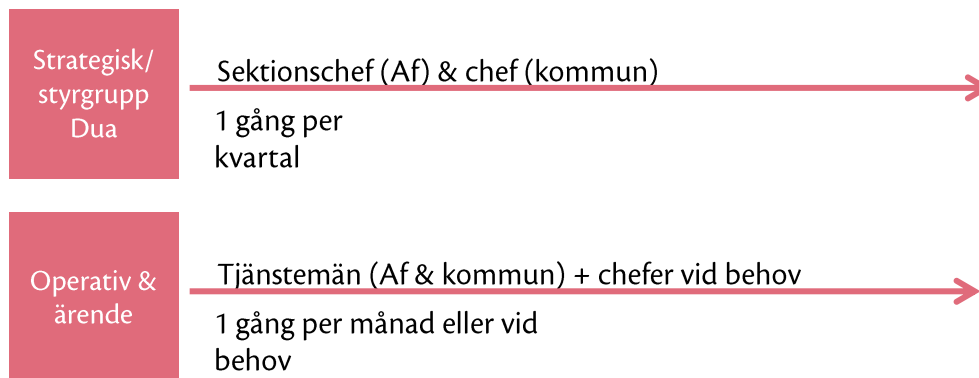 Strategisk/
styrgrupp
Dua
Sektionschef (Af) & chef (kommun)
1 gång per
kvartal
Operativ &
ärende
Tjänstemän (Af & kommun) + chefer vid behov
1 gång per månad eller vid
behov